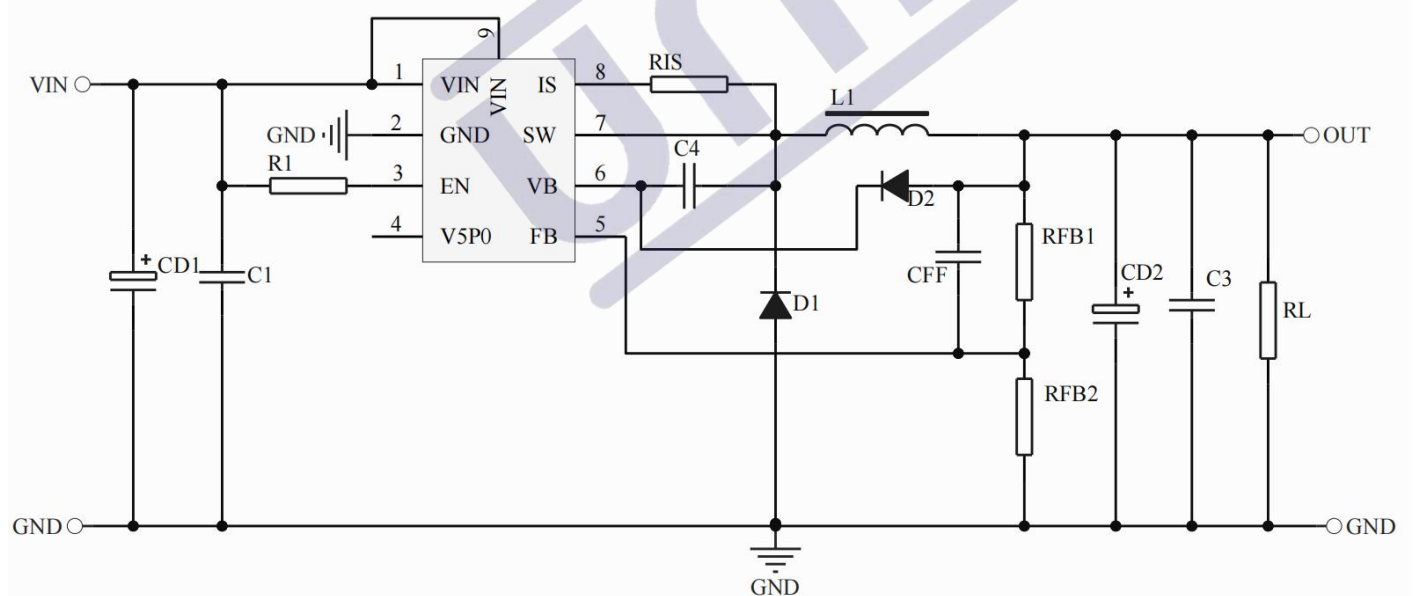 9
VIN
1
VIN
VIN
IS
8
RIS
L1
GND
2
GND
SW
7
OUT
R1
3
EN
VB
6
C4
D2
4
V5P0
FB
5
RFB1
+
CD1
C1
CFF
D1
CD2
+
C3
RL
RFB2
GND
GND
GND